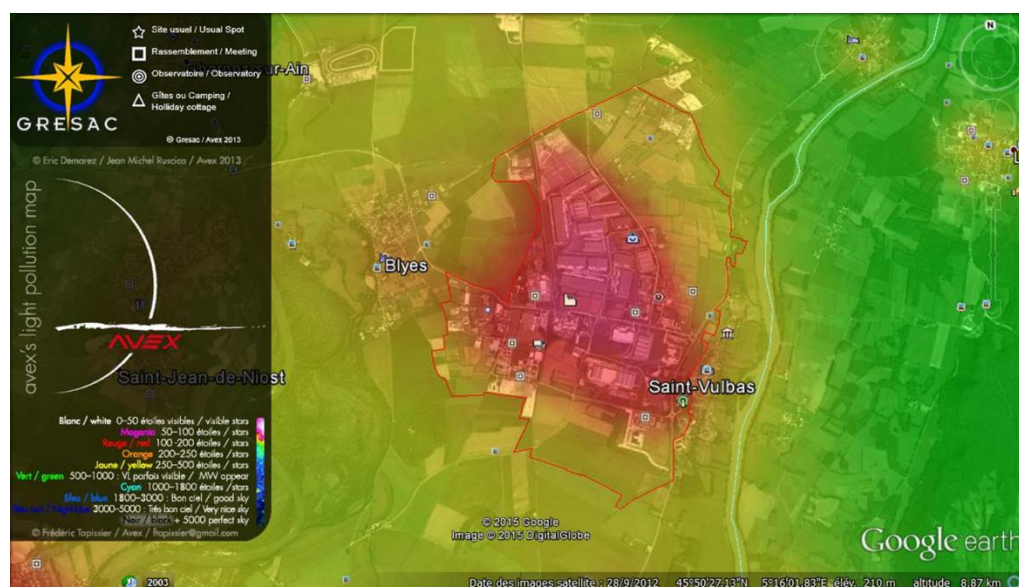 Site usuel / Usual Spot
Rassemblement / Meeting
Observatoire / Observatory
Gîtes ou Camping /
Holliday cottage
GRESAC
© Gresac / Avex 2013
sur-Ain
© Eric Demarez / Jean Michel Ruscica / Avex 2013
avex's light pollution map
AVEX
Blyes
Saint-Jean-de-Niost
Saint-Vulbas
Blanc / white 0-50 étoiles visibles / visible stars
Magenta 50-100 étoiles / stars
Rouge / red 100-200 étoiles / stars
Orange 200-250 étoiles / stars
Jaune / yellow 250-500 étoiles / stars
Vert / green 500-1000 : VL parfois visible / MW appear
Cyan 1000-1800 étoiles / stars
Bleu / blue 1800-3000 : Bon ciel / good sky
Bleu nuit / Night blue 3000-5000 : Très bon ciel / Very nice sky
Noir / black + 5000 perfect sky
© Frédéric Tapissier / Avex / ftapissier@gmail.com
© 2015 Google
Image © 2015 DigitalGlobe
Google earth
N
2003
Date des images satellite : 28/9/2012 45°50'27.13"N 5°16'01.83"E élév. 210 m altitude 8.87 km